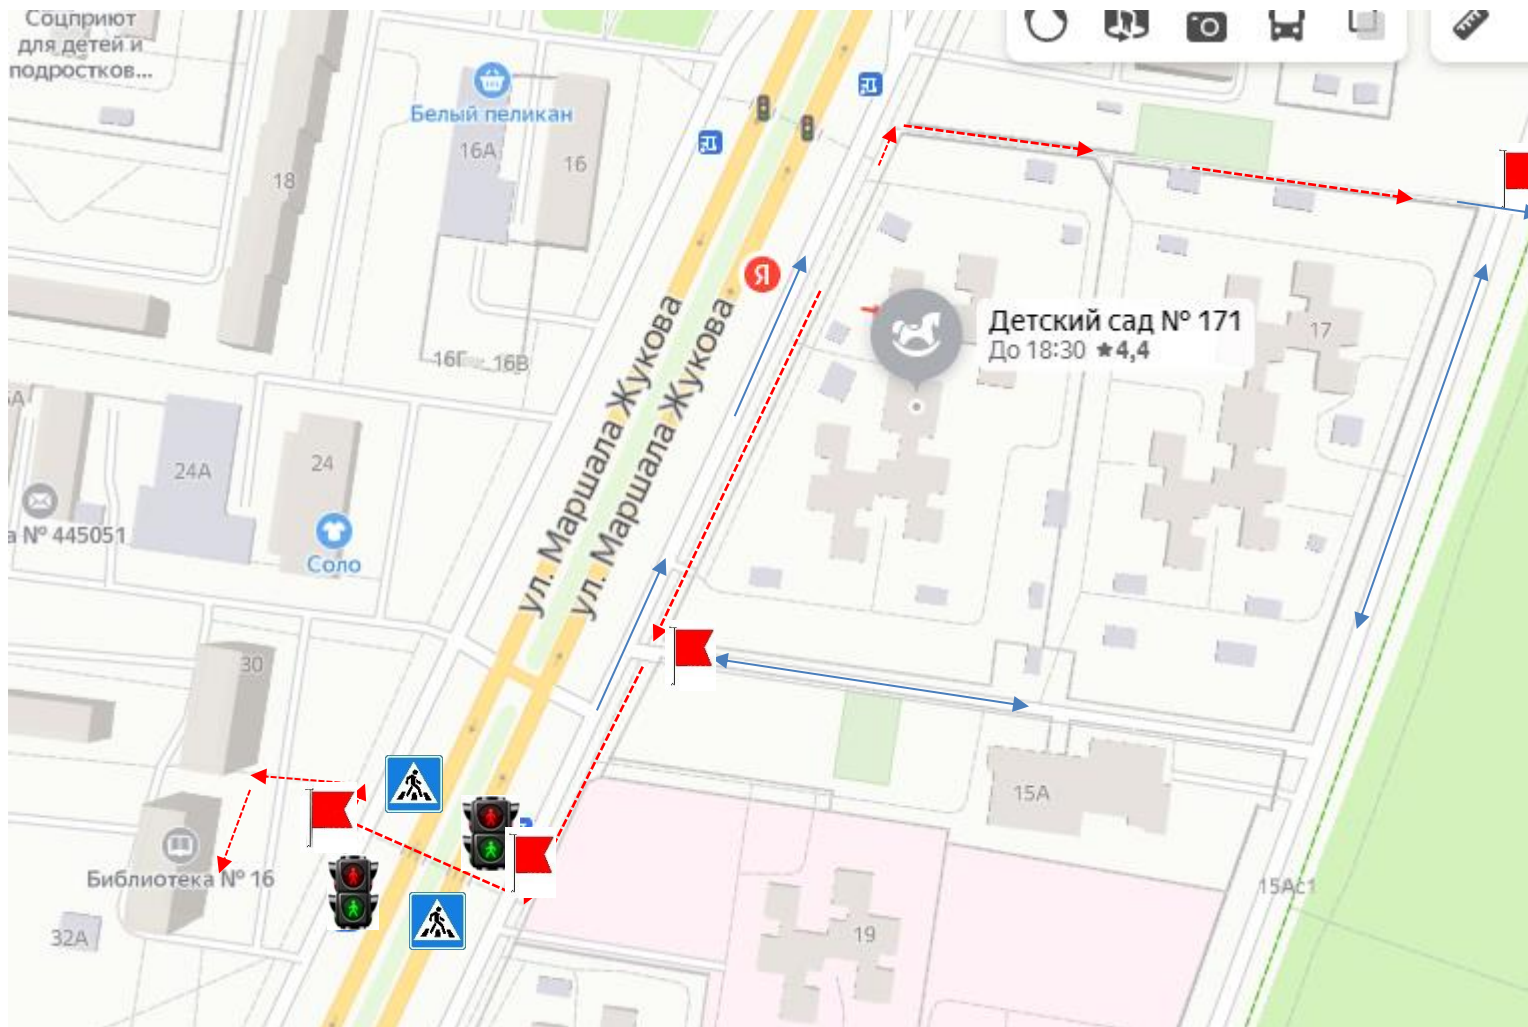 Соцприют
для детей и
подростков...
Белый пеликан
16А
16
18
16Г
16В
ул. Маршала Жукова
ул. Маршала Жукова
Я
Детский сад № 171
До 18:30 ★4,4
17
24А
24
а № 445051
Соло
30
15А
Библиотека № 16
32А
19
15Ас1